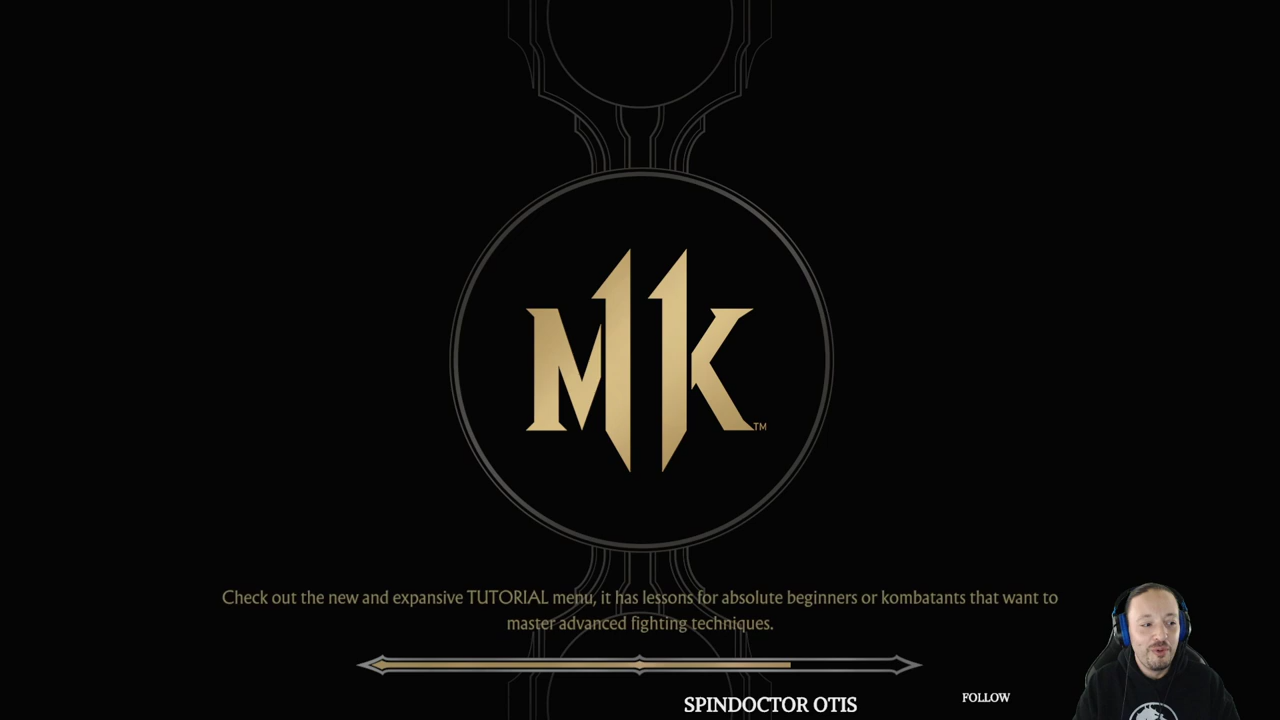 M11K™
Check out the new and expansive TUTORIAL menu, it has lessons for absolute beginners or kombatants that want to
master advanced fighting techniques.
SPINDOCTOR OTIS
FOLLOW